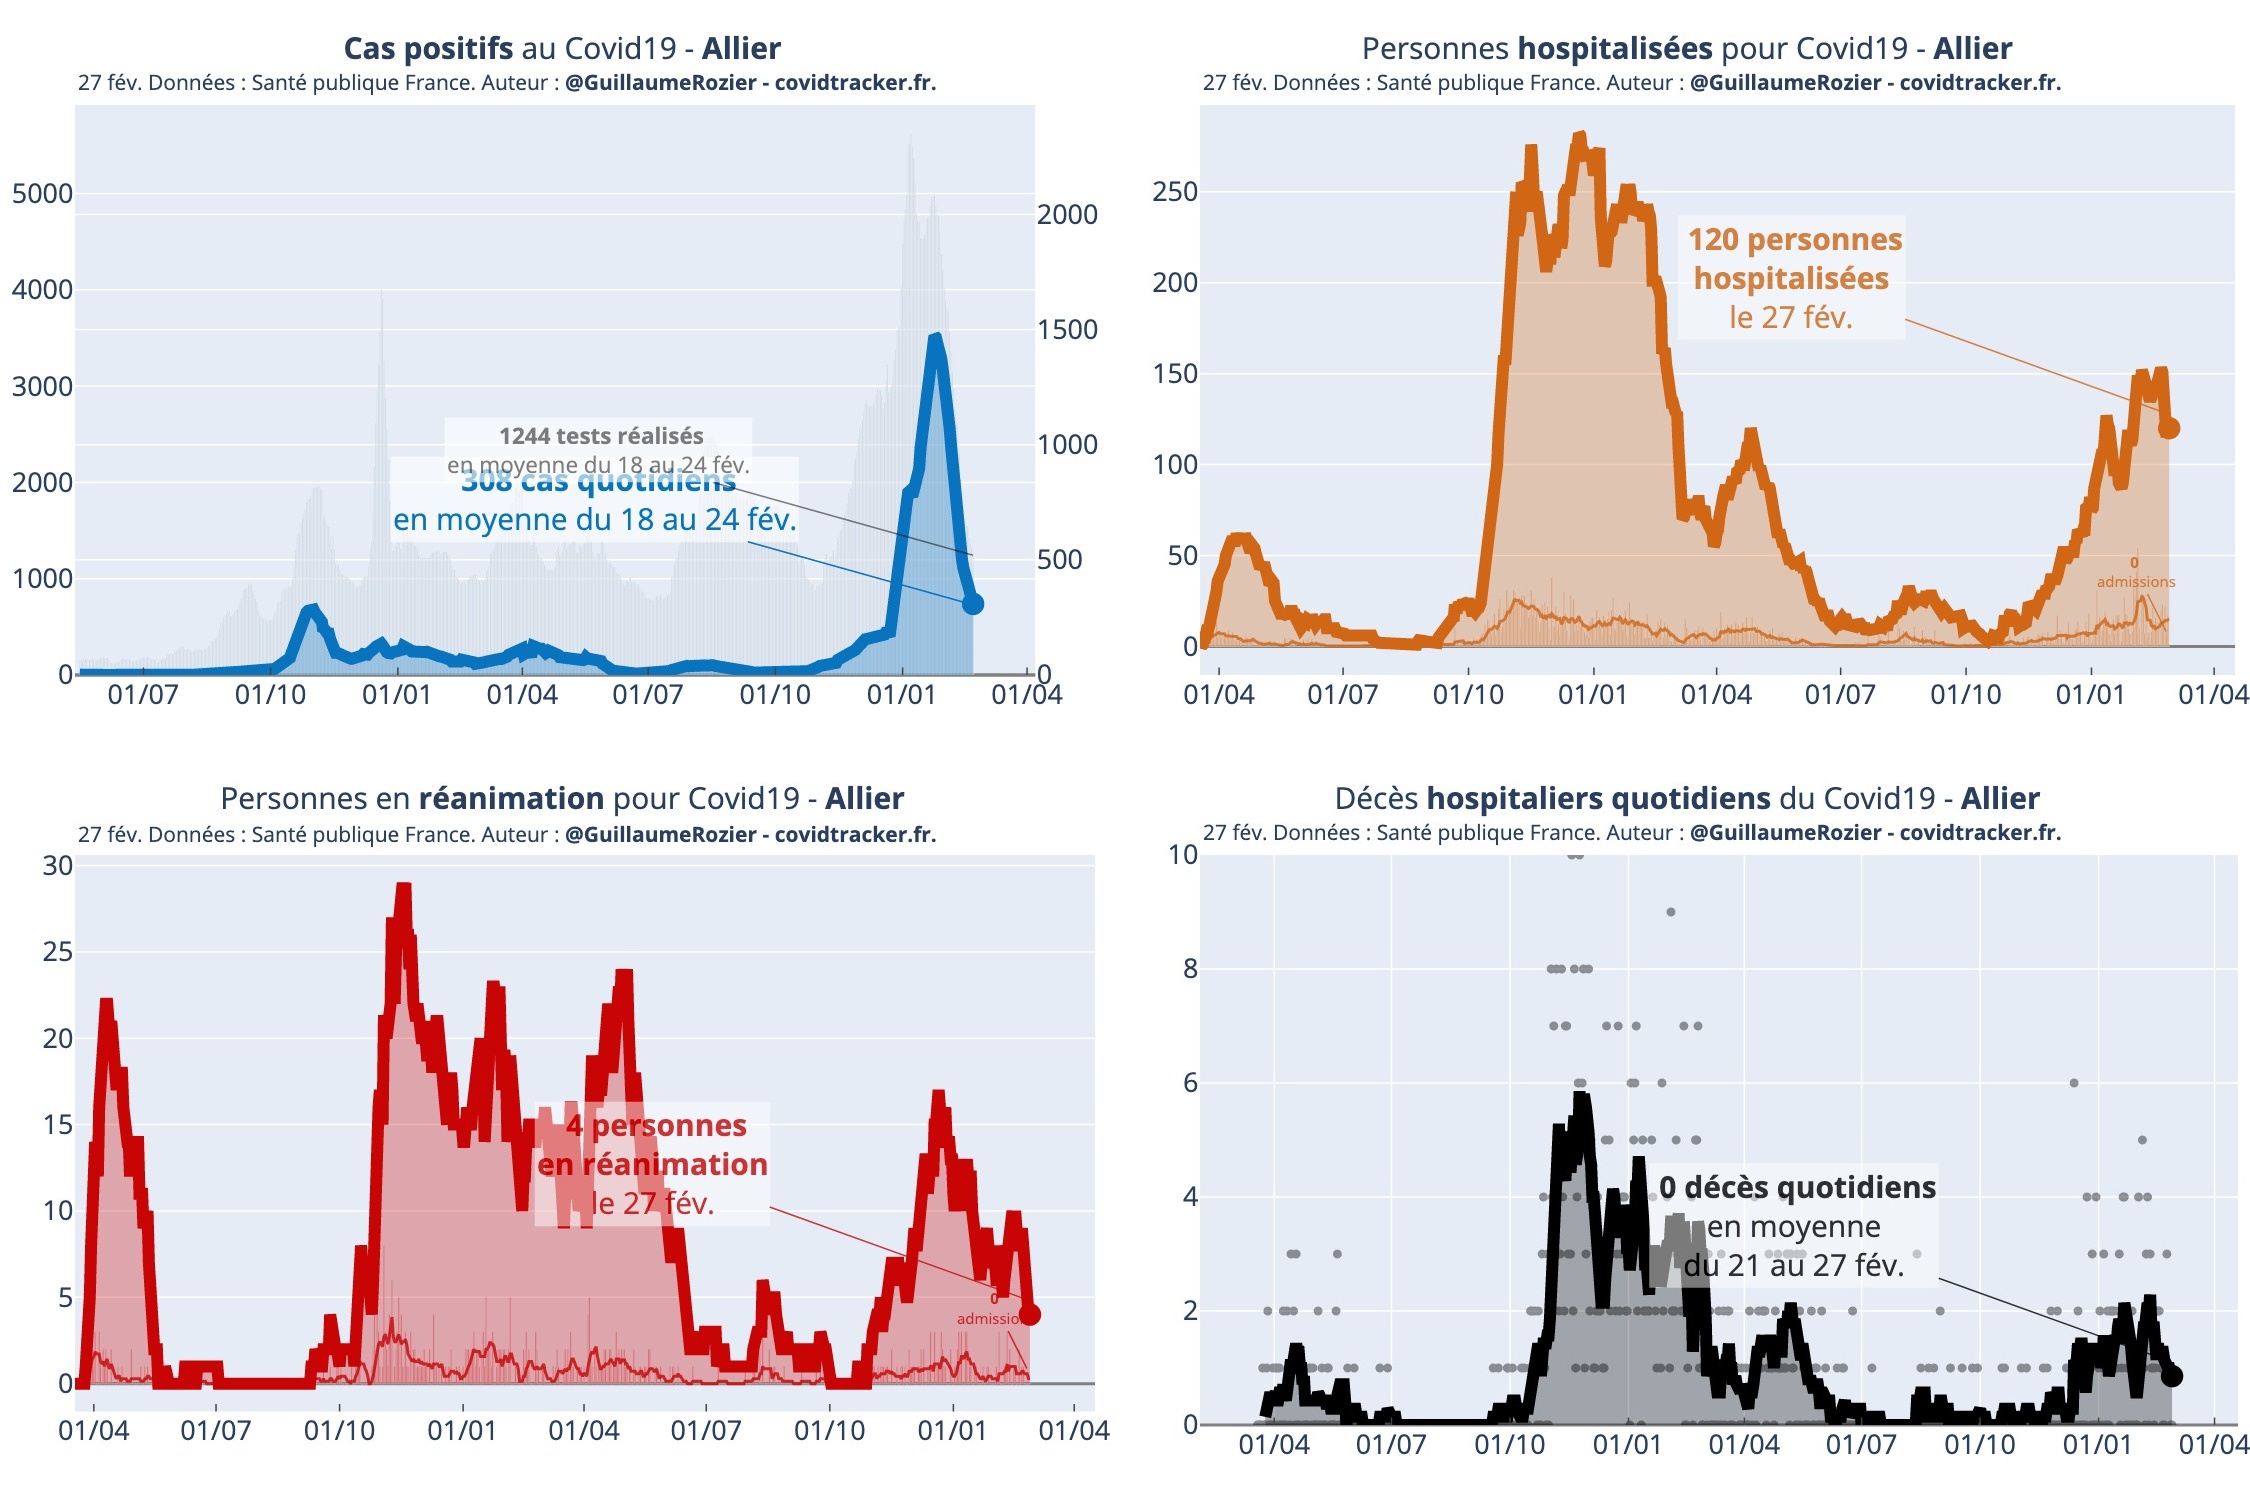 Cas positifs au Covid19 - Allier
27 fév. Données : Santé publique France. Auteur : @GuillaumeRozier - covidtracker.fr.
5000
4000
3000
2000
1000
0
2000
1500
1000
500
0
1244 tests réalisés
en moyenne du 18 au 24 fév.
308 cas quotidiens
en moyenne du 18 au 24 fév.
01/07 01/10 01/01 01/04 01/07 01/10 01/01 01/04
Personnes hospitalisées pour Covid19 - Allier
27 fév. Données : Santé publique France. Auteur : @GuillaumeRozier - covidtracker.fr.
250
200
150
100
50
0
120 personnes
hospitalisées
le 27 fév.
0
admissions
01/04 01/07 01/10 01/01 01/04 01/07 01/10 01/01 01/04
Personnes en réanimation pour Covid19 - Allier
27 fév. Données : Santé publique France. Auteur : @GuillaumeRozier - covidtracker.fr.
30
25
20
15
10
5
0
4 personnes
en réanimation
le 27 fév.
0
admissio
01/04 01/07 01/10 01/01 01/04 01/07 01/10 01/01 01/04
Décès hospitaliers quotidiens du Covid19 - Allier
27 fév. Données : Santé publique France. Auteur : @GuillaumeRozier - covidtracker.fr.
10
8
6
4
2
0
0 décès quotidiens
en moyenne
du 21 au 27 fév.
01/04 01/07 01/10 01/01 01/04 01/07 01/10 01/01 01/04